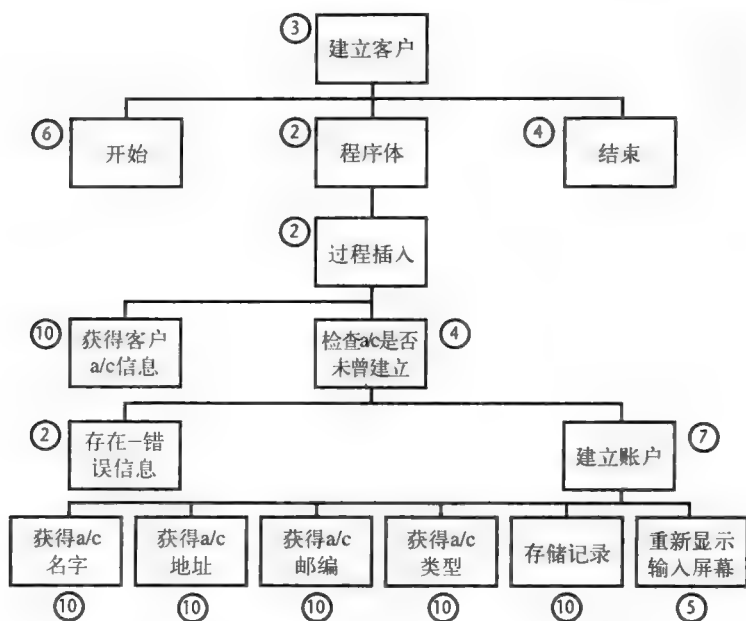 ③
建立客户
⑥
开始
②
程序体
④
结束
②
过程插入
⑩
获得客户
a/c信息
检查a/c是否
未曾建立
④
②
存在-错
误信息
建立账户
⑦
获得a/c
名字
获得a/c
地址
获得a/c
邮编
获得a/c
类型
存储记录
重新显示
输入屏幕
⑩
⑩
⑩
⑩
⑩
⑤